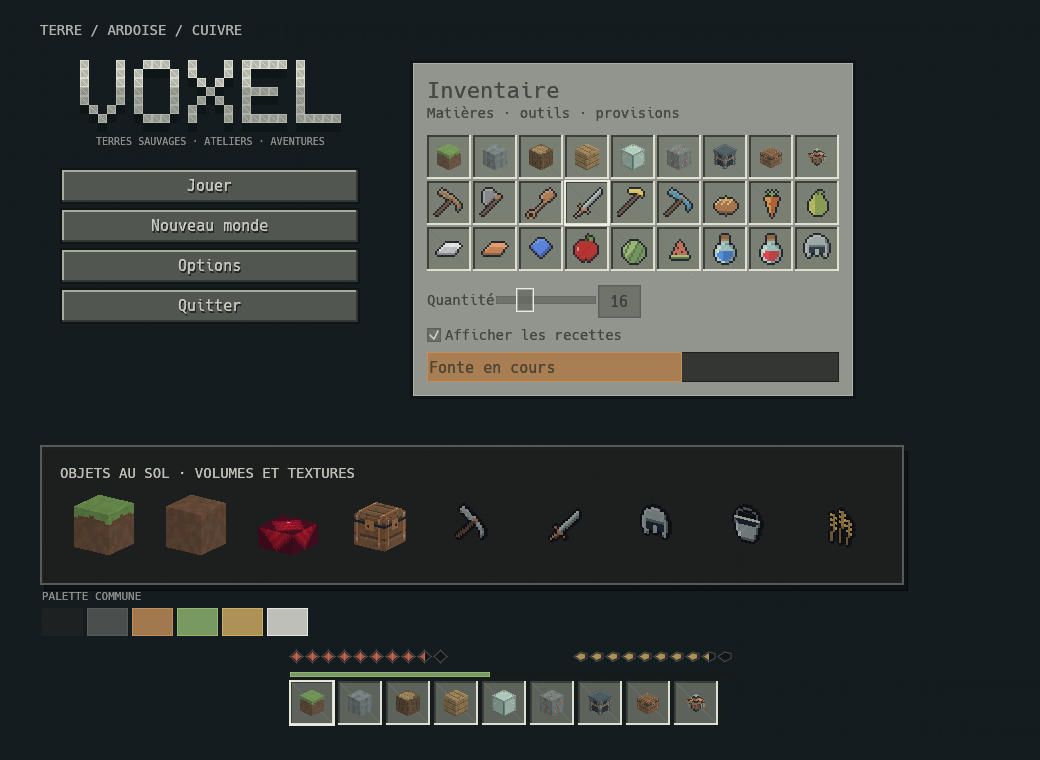 TERRE / ARDOISE / CUIVRE
VOXEL
TERRES SAUVAGES · ATELIERS · AVENTURES
Jouer
Nouveau monde
Options
Quitter
Inventaire
Matières · outils · provisions
Quantité 16
Afficher les recettes
Fonte en cours
OBJETS AU SOL · VOLUMES ET TEXTURES
PALETTE COMMUNE